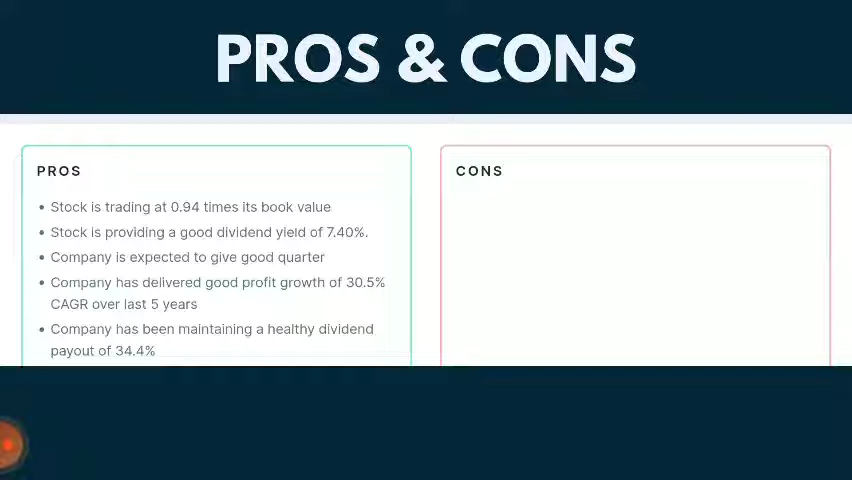 PROS & CONS
PROS
• Stock is trading at 0.94 times its book value
• Stock is providing a good dividend yield of 7.40%.
• Company is expected to give good quarter
• Company has delivered good profit growth of 30.5%
CAGR over last 5 years
• Company has been maintaining a healthy dividend
payout of 34.4%
CONS